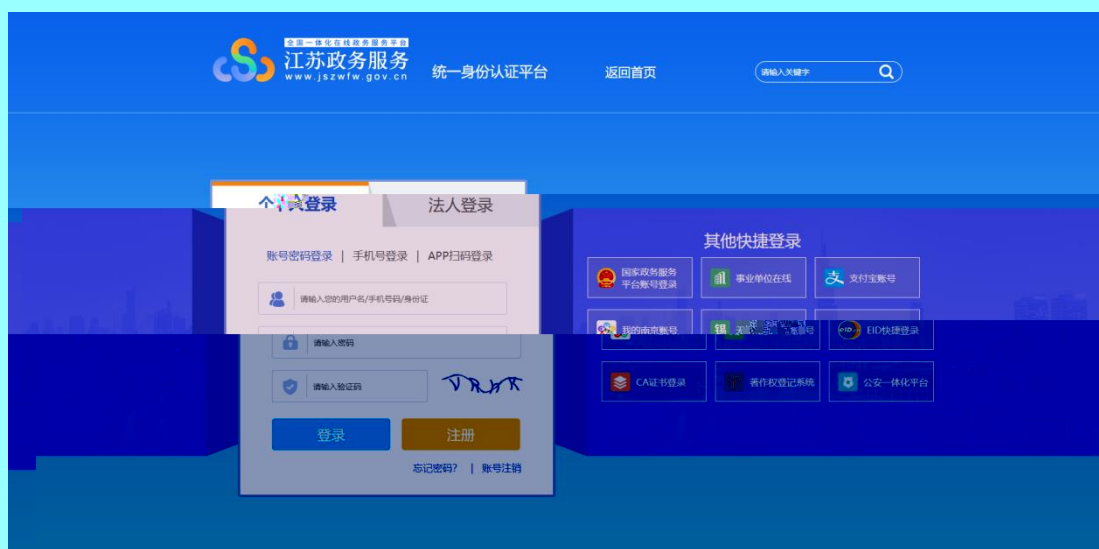 全国一体化在线政务服务平台
江苏政务服务
www.jszwfw.gov.cn
统一身份认证平台
返回首页
请输入关键字
个人登录
法人登录
账号密码登录 | 手机号登录 | APP扫码登录
请输入您的用户名/手机号码/身份证
请输入密码
请输入验证码
登录
注册
忘记密码? | 账号注销
其他快捷登录
国家政务服务
平台账号登录
事业单位在线
支付宝账号
我的南京账号
EID快捷登录
CA证书登录
著作权登记系统
公安一体化平台